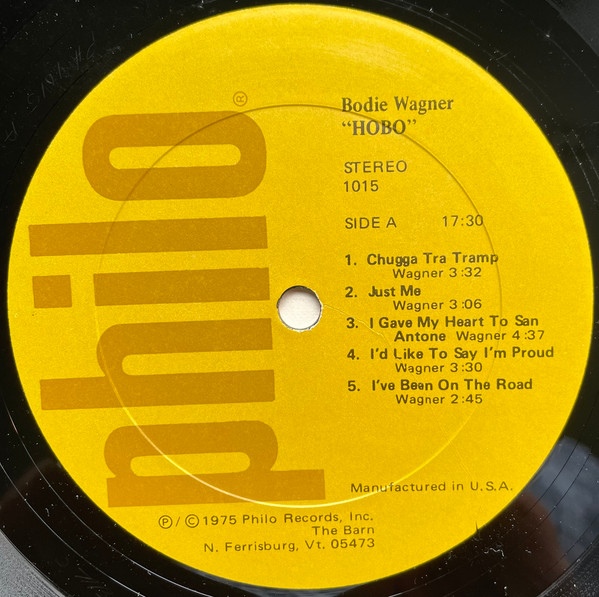 philo®
Bodie Wagner
“HOBO”
STEREO
1015
SIDE A 17:30
1. Chugga Tra Tramp
Wagner 3:32
2. Just Me
Wagner 3:06
3. I Gave My Heart To San
Antone Wagner 4:37
4. I'd Like To Say I'm Proud
Wagner 3:30
5. I've Been On The Road
Wagner 2:45
Manufactured in U.S.A.
Ⓟ/©1975 Philo Records, Inc.
The Barn
N. Ferrisburg, Vt. 05473